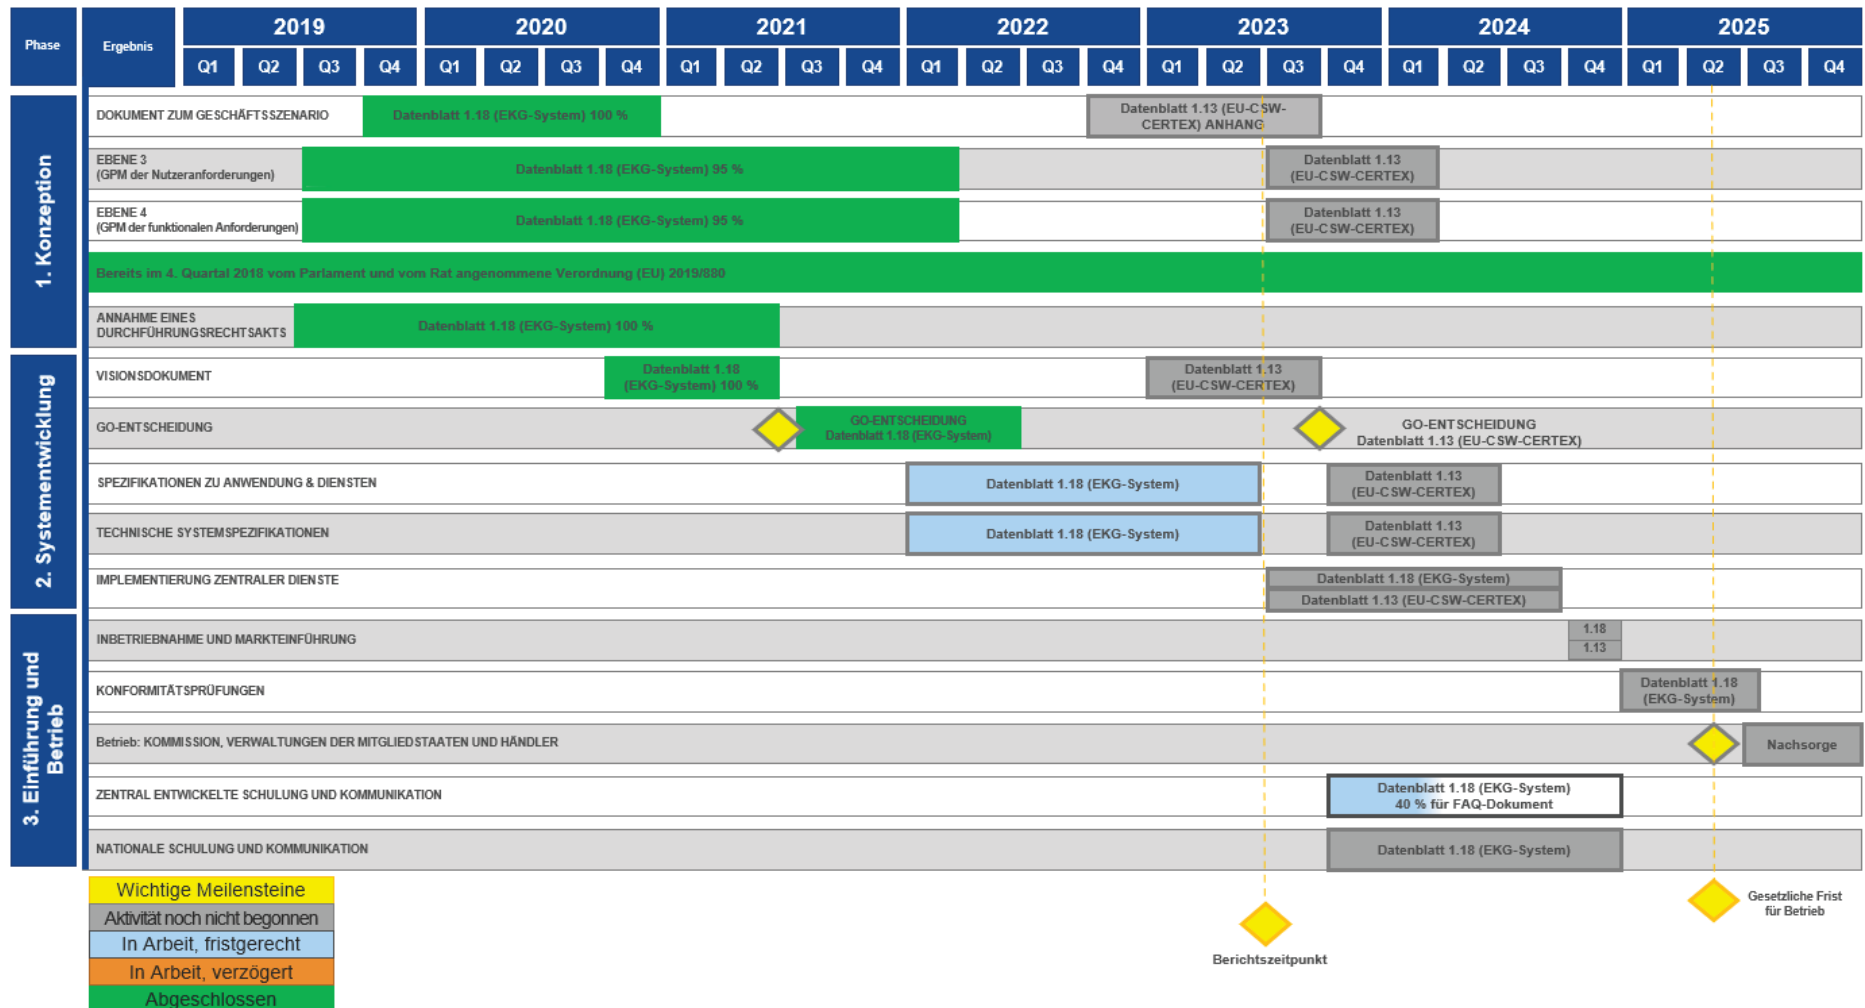 Phase
Ergebnis
2019
2020
2021
2022
2023
2024
2025
Q1 Q2 Q3 Q4 Q1 Q2 Q3 Q4 Q1 Q2 Q3 Q4 Q1 Q2 Q3 Q4 Q1 Q2 Q3 Q4 Q1 Q2 Q3 Q4 Q1 Q2 Q3 Q4
1. Konzeption
DOKUMENT ZUM GESCHÄFTSSZENARIO
Datenblatt 1.18 (EKG-System) 100 %
Datenblatt 1.13 (EU-CSW-
CERTEX) ANHANG
EBENE 3
(GPM der Nutzeranforderungen)
Datenblatt 1.18 (EKG-System) 95 %
Datenblatt 1.13
(EU-CSW-CERTEX)
EBENE 4
(GPM der funktionalen Anforderungen)
Datenblatt 1.18 (EKG-System) 95 %
Datenblatt 1.13
(EU-CSW-CERTEX)
Bereits im 4. Quartal 2018 vom Parlament und vom Rat angenommene Verordnung (EU) 2019/880
ANNAHME EINES
DURCHFÜHRUNGSRECHTSAKTS
Datenblatt 1.18 (EKG-System) 100 %
2. Systementwicklung
VISIONSDOKUMENT
Datenblatt 1.18
(EKG-System) 100 %
Datenblatt 1.13
(EU-CSW-CERTEX)
GO-ENTSCHEIDUNG
GO-ENTSCHEIDUNG
Datenblatt 1.18 (EKG-System)
GO-ENTSCHEIDUNG
Datenblatt 1.13 (EU-CSW-CERTEX)
SPEZIFIKATIONEN ZU ANWENDUNG & DIENSTEN
Datenblatt 1.18 (EKG-System)
Datenblatt 1.13
(EU-CSW-CERTEX)
TECHNISCHE SYSTEMSPEZIFIKATIONEN
Datenblatt 1.18 (EKG-System)
Datenblatt 1.13
(EU-CSW-CERTEX)
IMPLEMENTIERUNG ZENTRALER DIENSTE
Datenblatt 1.18 (EKG-System)
Datenblatt 1.13 (EU-CSW-CERTEX)
3. Einführung und
Betrieb
INBETRIEBNAHME UND MARKTEINFÜHRUNG
1.18
1.13
KONFORMITÄTSPRÜFUNGEN
Datenblatt 1.18
(EKG-System)
Betrieb: KOMMISSION, VERWALTUNGEN DER MITGLIEDSTAATEN UND HÄNDLER
Nachsorge
ZENTRAL ENTWICKELTE SCHULUNG UND KOMMUNIKATION
Datenblatt 1.18 (EKG-System)
40 % für FAQ-Dokument
NATIONALE SCHULUNG UND KOMMUNIKATION
Datenblatt 1.18 (EKG-System)
Wichtige Meilensteine
Aktivität noch nicht begonnen
In Arbeit, fristgerecht
In Arbeit, verzögert
Abgeschlossen
Berichtszeitpunkt
Gesetzliche Frist
für Betrieb